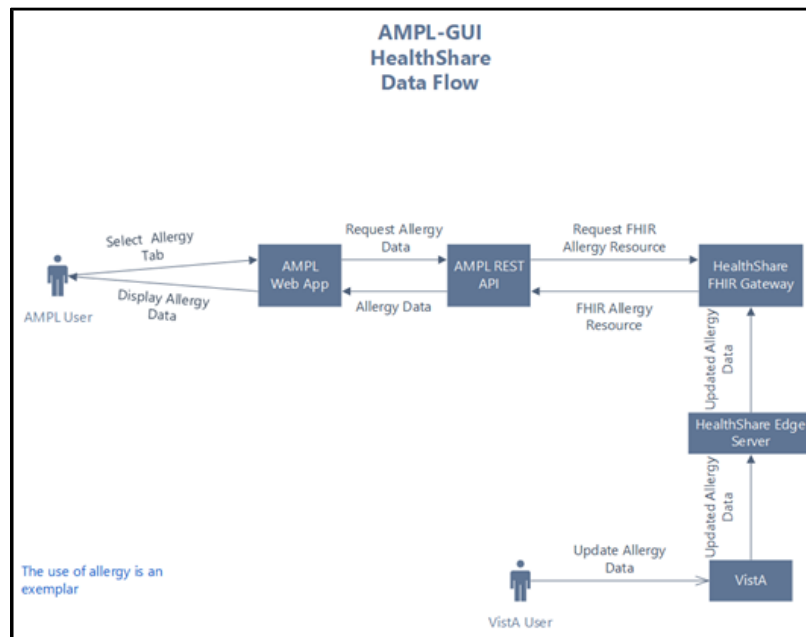 AMPL-GUI
HealthShare
Data Flow
Select Allergy
Tab
Request Allergy
Data
Request FHIR
Allergy Resource
AMPL
Web App
AMPL REST
API
HealthShare
FHIR Gateway
Display Allergy
Data
Allergy Data
FHIR Allergy
Resource
AMPL User
Updated Allergy
Data
HealthShare Edge
Server
Updated Allergy
Data
Update Allergy
Data
VistA
VistA User
The use of allergy is an
exemplar